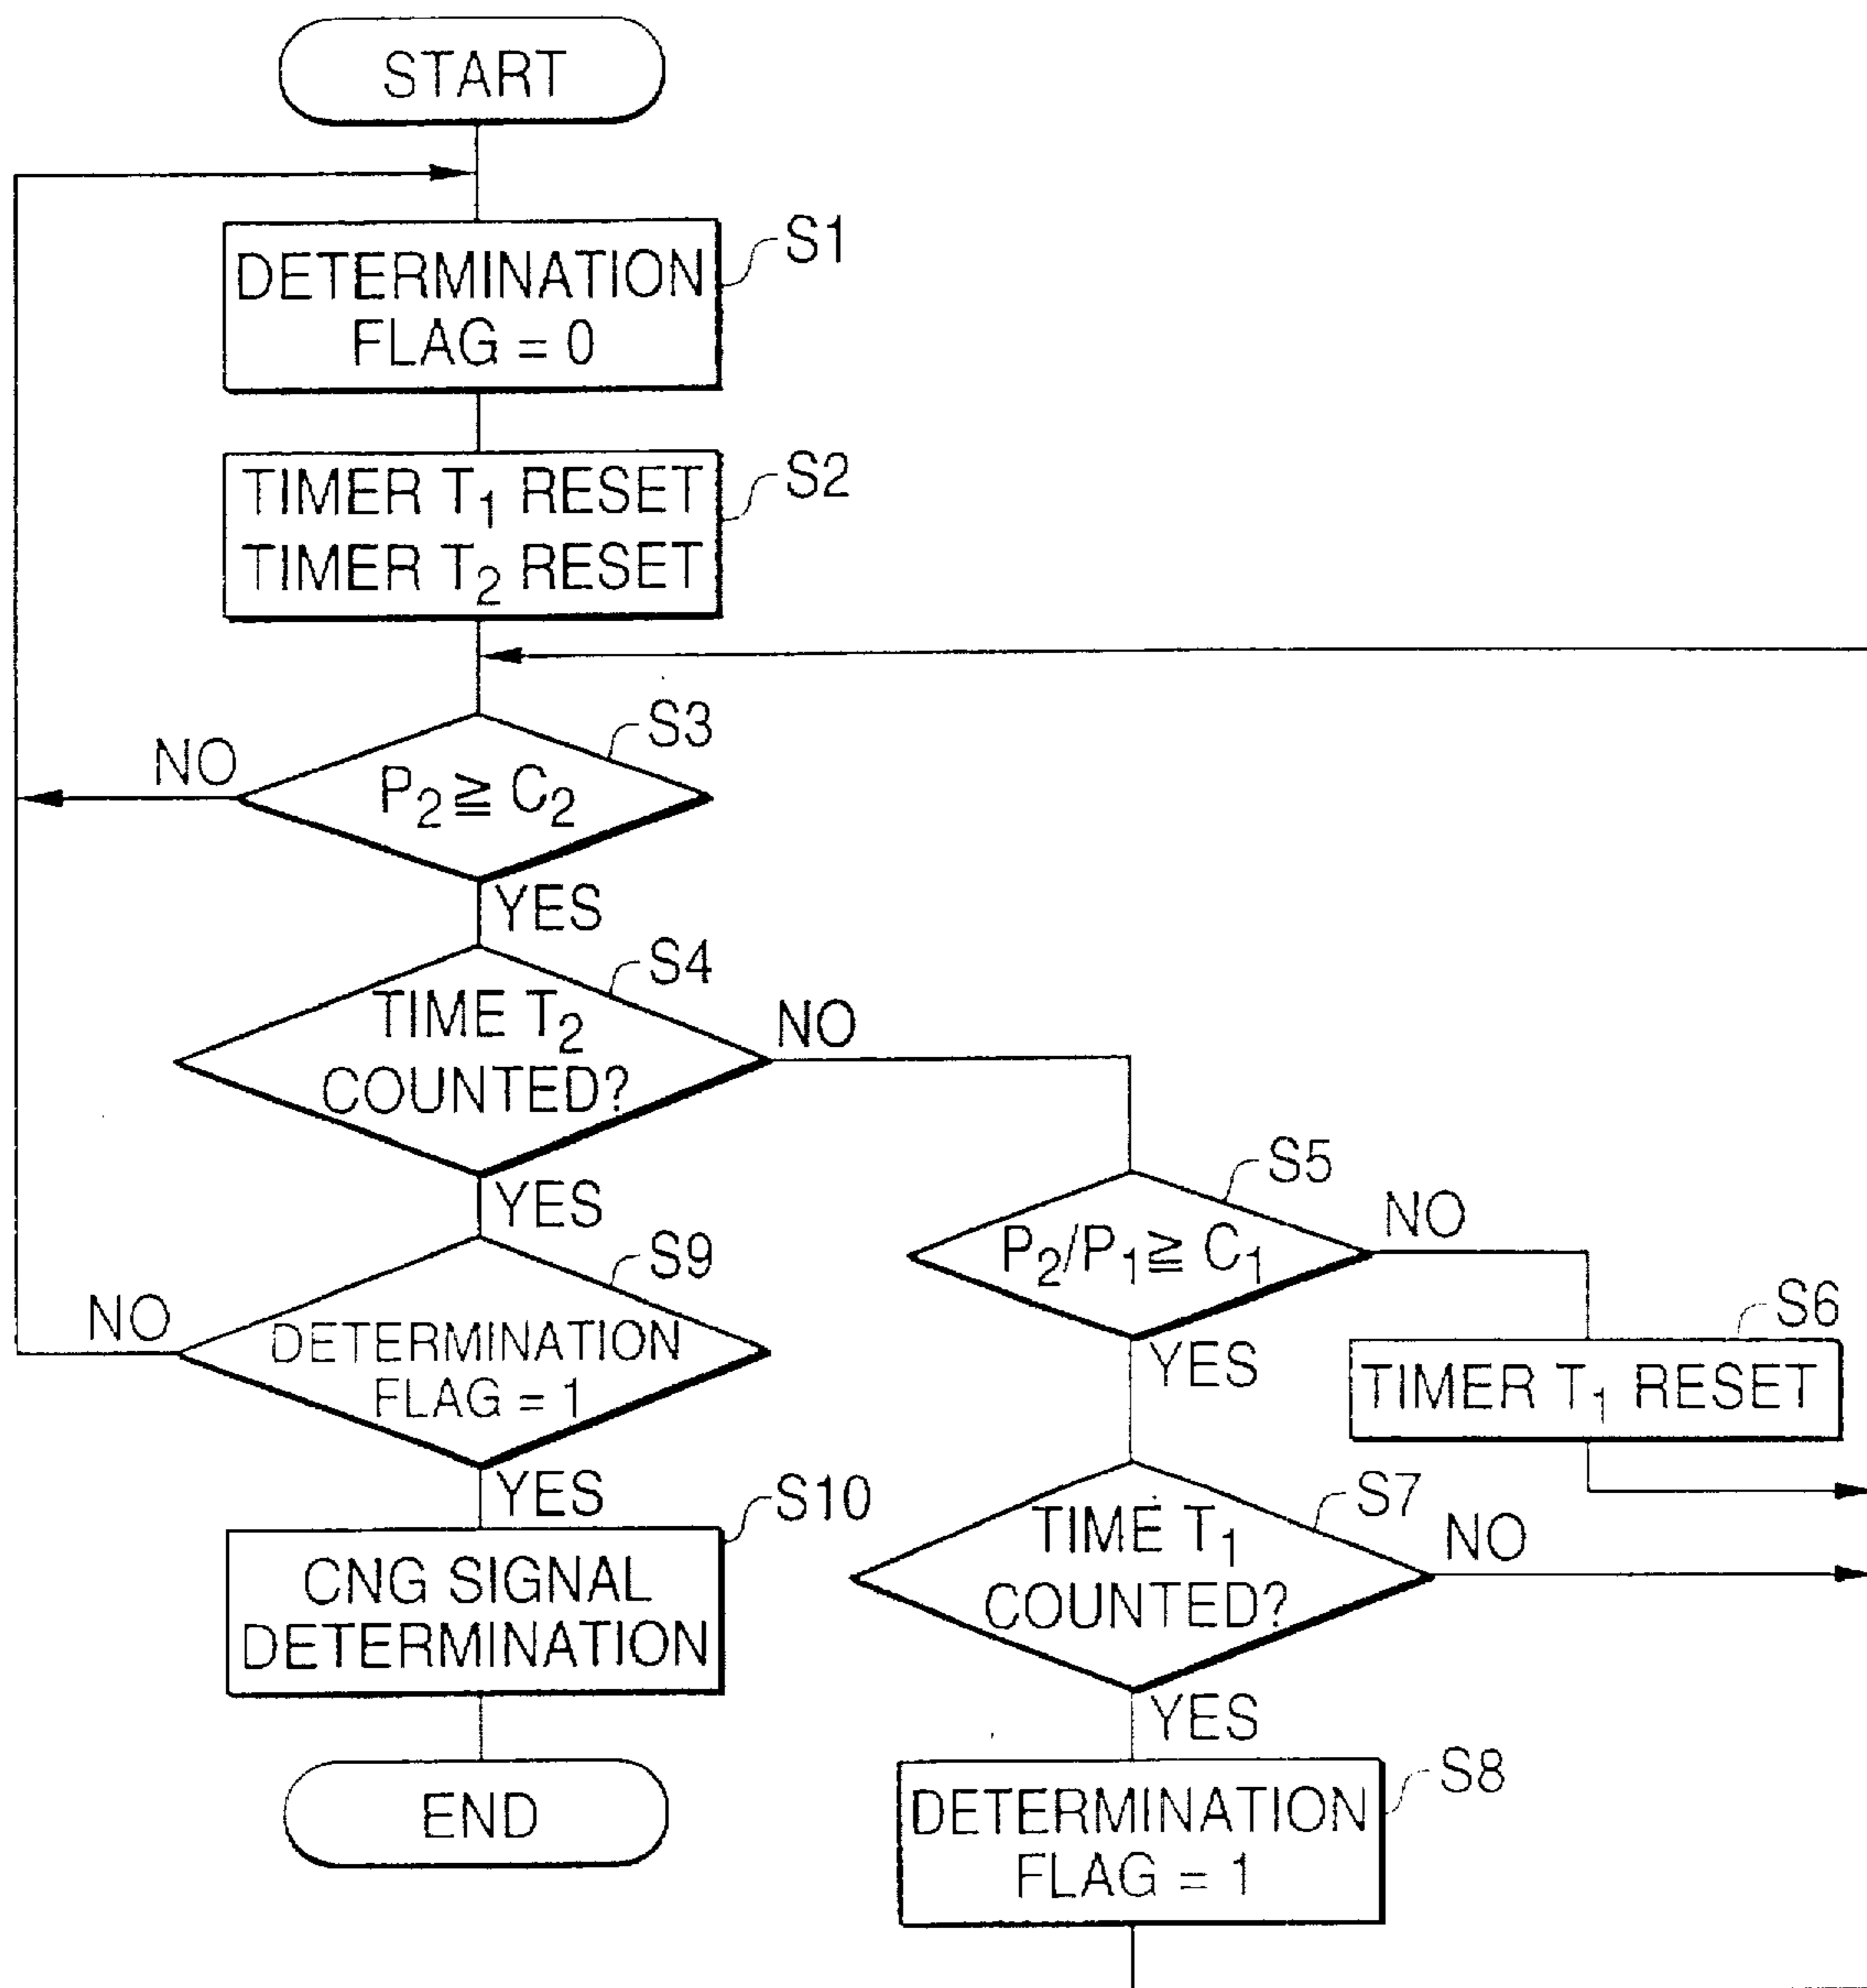 START
S1
DETERMINATION
FLAG = 0
S2
TIMER T₁ RESET
TIMER T₂ RESET
S3
NO
P₂ ≧ C₂
YES
S4
TIME T₂
COUNTED?
NO
YES
S5
P₂/P₁ ≧ C₁
NO
YES
S6
TIMER T₁ RESET
S9
NO
DETERMINATION
FLAG = 1
YES
S7
TIME T₁
COUNTED?
NO
YES
S10
CNG SIGNAL
DETERMINATION
S8
DETERMINATION
FLAG = 1
END